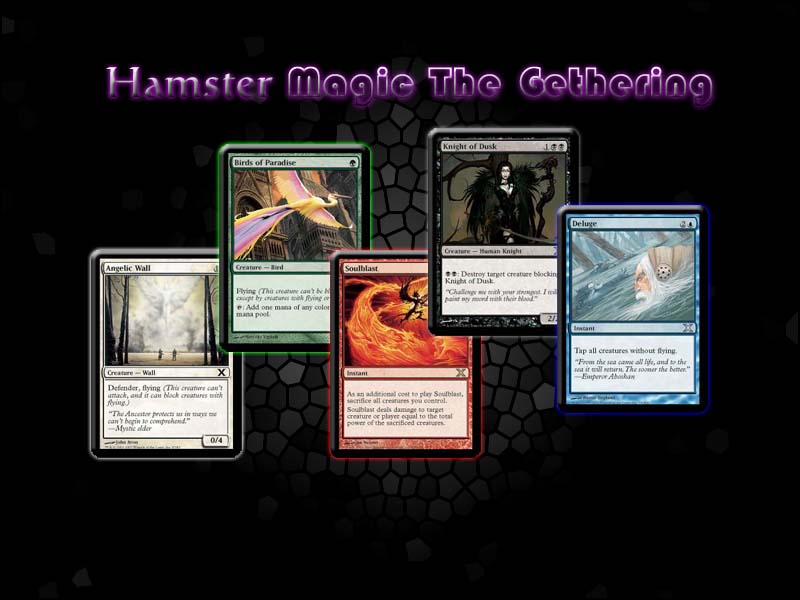 Hamster Magic The Gethering
Knight of Dusk
1
Creature — Human Knight
: Destroy target creature blocking
Knight of Dusk.
"Challenge me with your strongest. I will
paint my sword with their blood."
2/2
Birds of Paradise
Creature — Bird
Flying (This creature can't be
except by creatures with flying or
: Add one mana of any color
mana pool.
Deluge
2
Instant
Tap all creatures without flying.
"From the sea came all life, and to the
sea it will return. The sooner the better."
—Emperor Aboshan
Angelic Wall
1
Creature — Wall
X
Defender, flying (This creature can't
attack, and it can block creatures with
flying.)
"The Ancestor protects us in ways we
can't begin to comprehend."
—Mystic elder
0/4
John Avon
Soulblast
Instant
X
As an additional cost to play Soulblast,
sacrifice all creatures you control.
Soulblast deals damage to target
creature or player equal to the total
power of the sacrificed creatures.